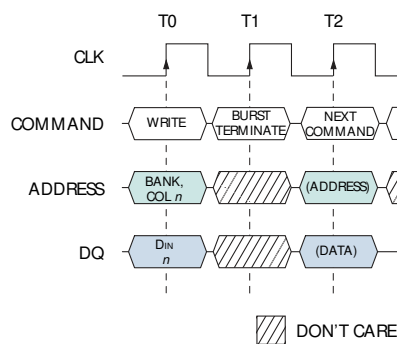 T0 T1 T2
CLK
COMMAND WRITE BURST TERMINATE NEXT COMMAND
ADDRESS BANK, COL n (ADDRESS)
DQ DIN n (DATA)
DON'T CARE